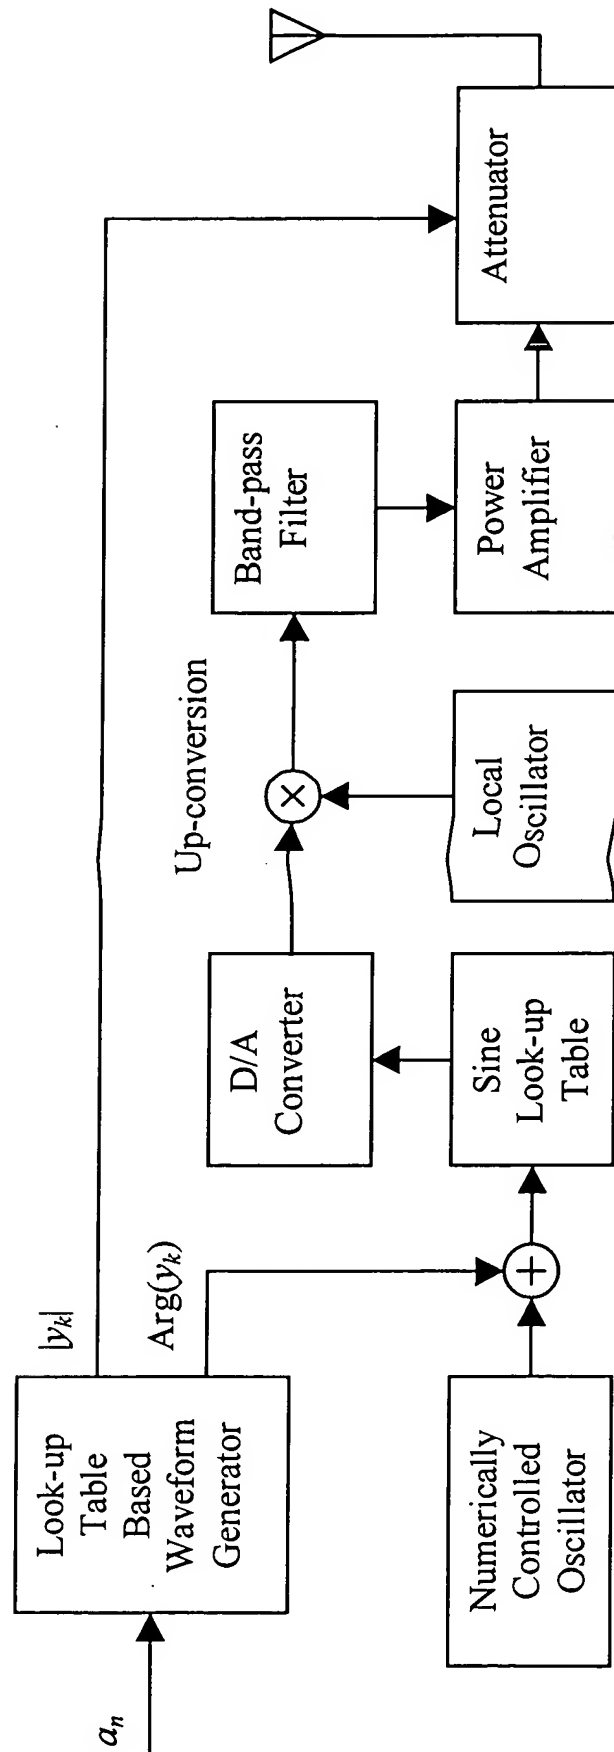 a_n
Look-up
Table
Based
Waveform
Generator
|y_k|
Arg(y_k)
Numerically
Controlled
Oscillator
+
Sine
Look-up
Table
D/A
Converter
Up-conversion
×
Local
Oscillator
Band-pass
Filter
Power
Amplifier
Attenuator